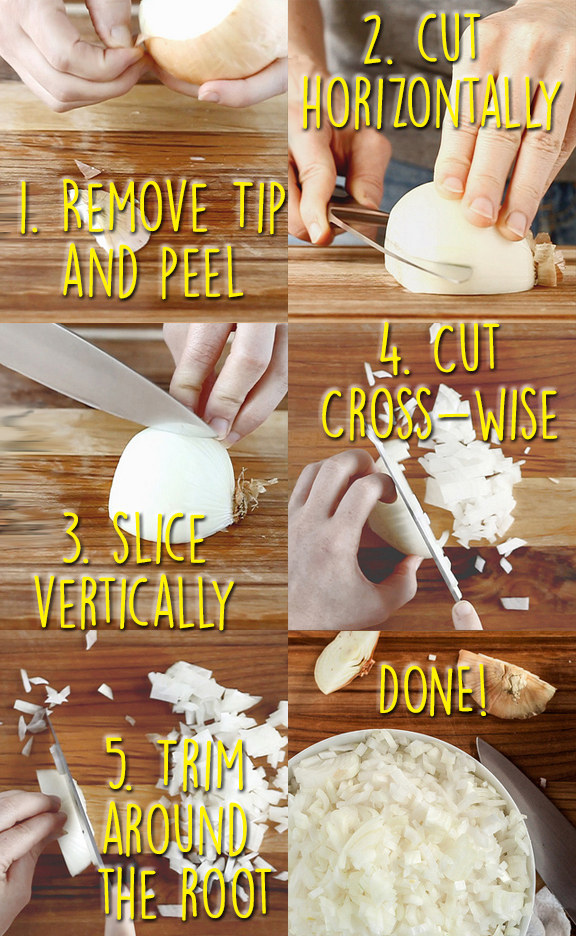 1. REMOVE TIP
AND PEEL
2. CUT
HORIZONTALLY
3. SLICE
VERTICALLY
4. CUT
CROSS-WISE
5. TRIM
AROUND
THE ROOT
DONE!